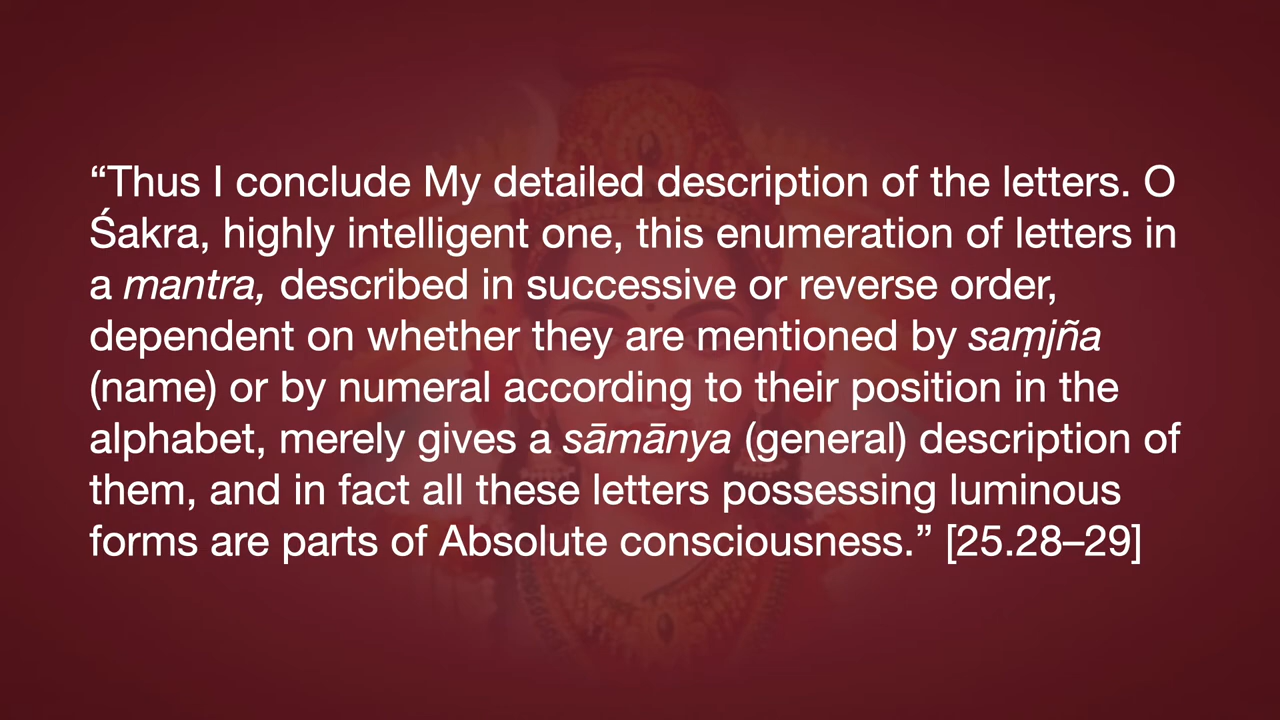 “Thus I conclude My detailed description of the letters. O
Śakra, highly intelligent one, this enumeration of letters in
a mantra, described in successive or reverse order,
dependent on whether they are mentioned by saṃjña
(name) or by numeral according to their position in the
alphabet, merely gives a sāmānya (general) description of
them, and in fact all these letters possessing luminous
forms are parts of Absolute consciousness.” [25.28–29]